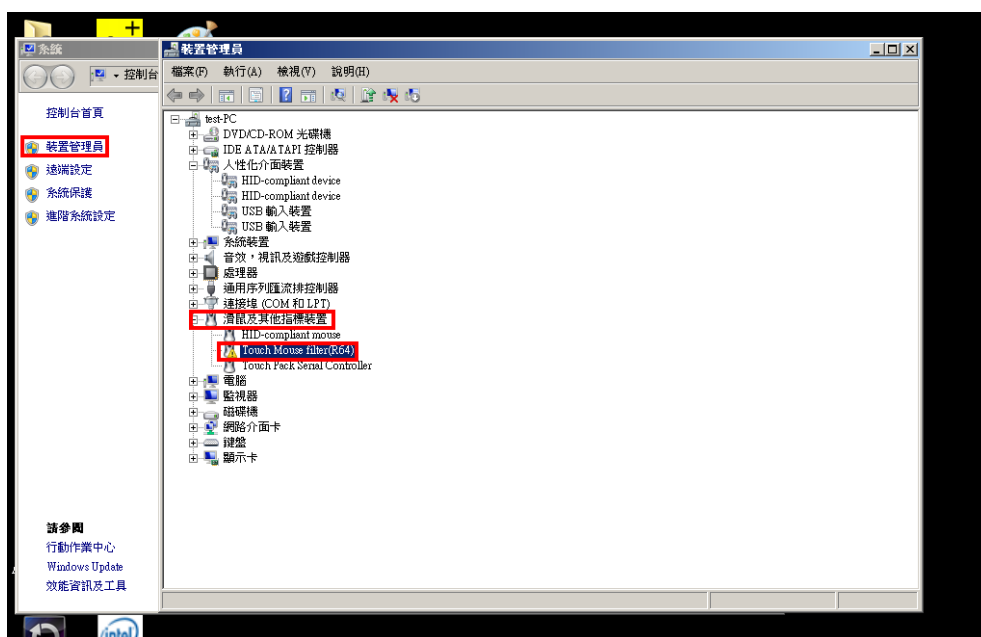 系統
控制台
控制台首頁
裝置管理員
遠端設定
系統保護
進階系統設定
請參閱
行動作業中心
Windows Update
效能資訊及工具
裝置管理員
檔案(F) 執行(A) 檢視(V) 說明(H)
test-PC
DVD/CD-ROM 光碟機
IDE ATA/ATAPI 控制器
人性化介面裝置
HID-compliant device
HID-compliant device
USB 輸入裝置
USB 輸入裝置
系統裝置
音效，視訊及遊戲控制器
處理器
通用序列匯流排控制器
連接埠 (COM 和 LPT)
滑鼠及其他指標裝置
HID-compliant mouse
Touch Mouse filter(R64)
Touch Pack Serial Controller
電腦
監視器
磁碟機
網路介面卡
鍵盤
顯示卡
(intel)